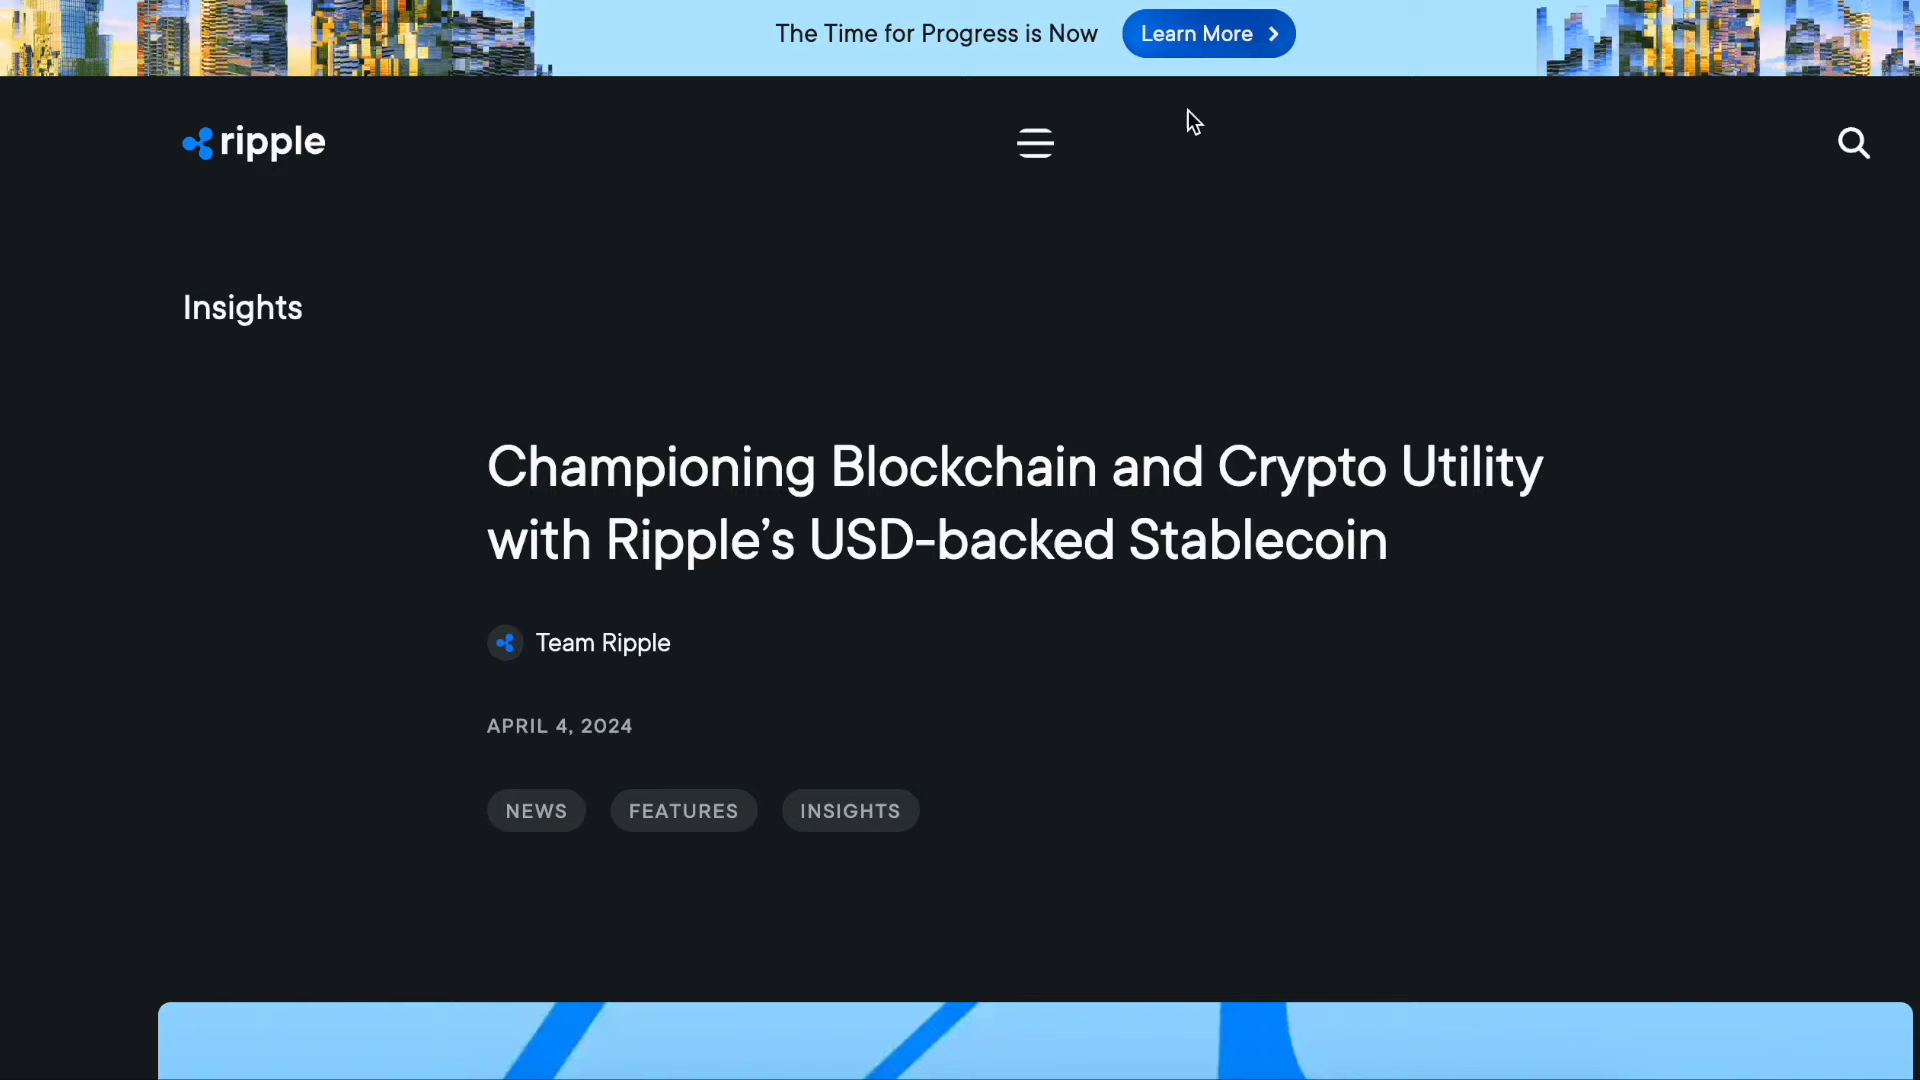 The Time for Progress is Now
Learn More
ripple
Insights
Championing Blockchain and Crypto Utility
with Ripple’s USD-backed Stablecoin
Team Ripple
APRIL 4, 2024
NEWS
FEATURES
INSIGHTS